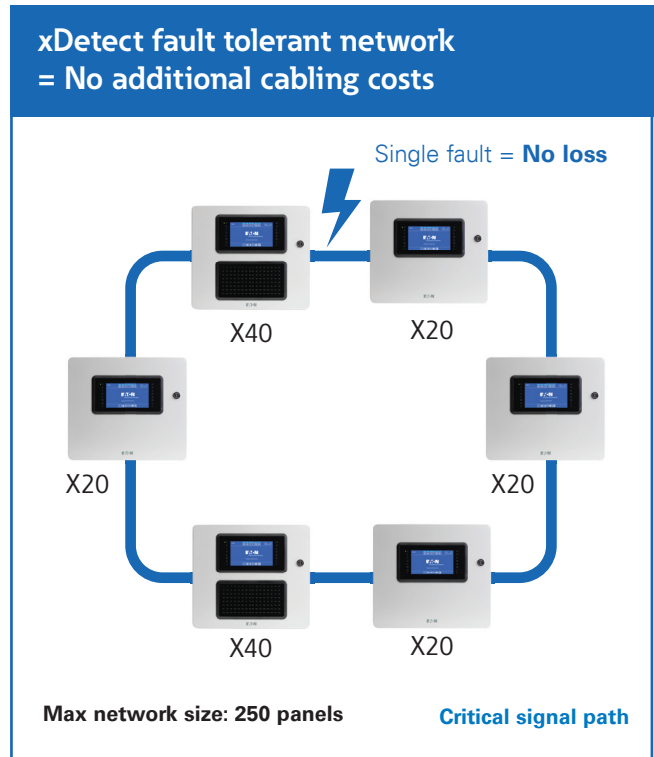 xDetect fault tolerant network
= No additional cabling costs
Single fault = No loss
X40
X20
X20
X20
X40
X20
Max network size: 250 panels
Critical signal path